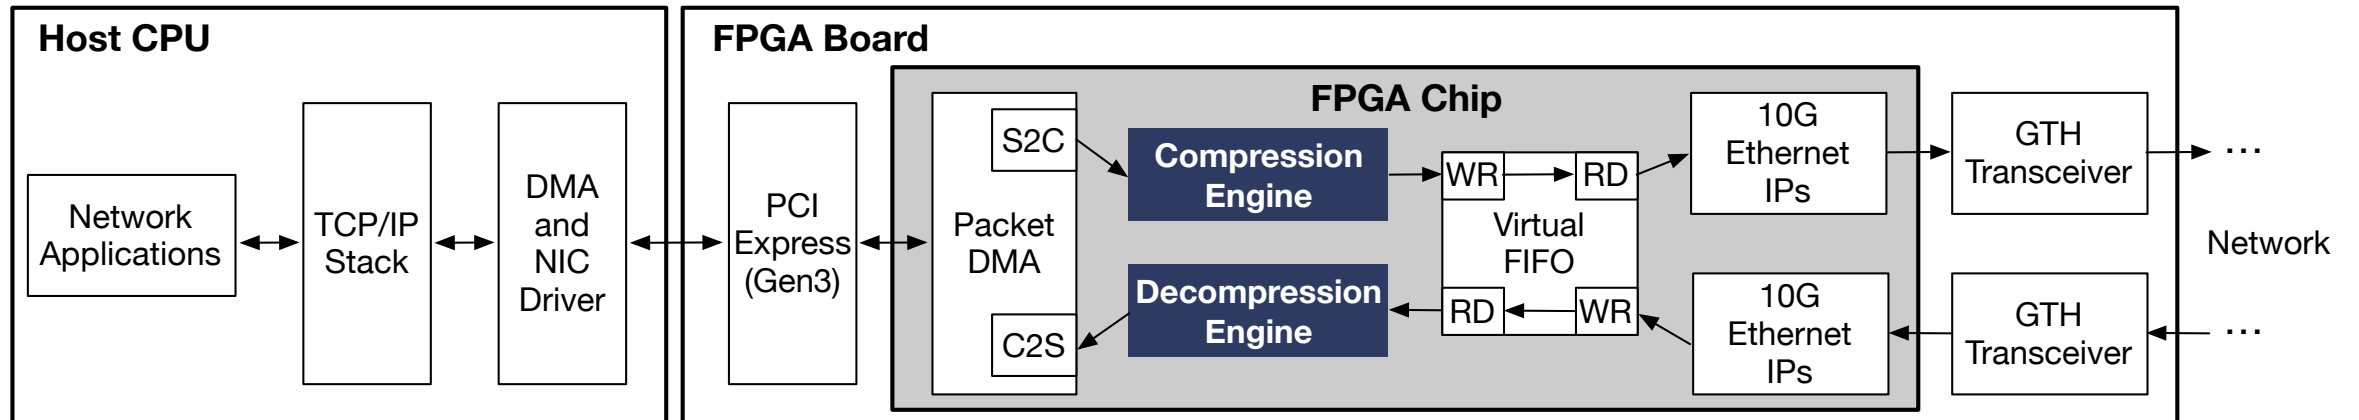 Host CPU
Network
Applications
TCP/IP
Stack
DMA
and
NIC
Driver
FPGA Board
PCI
Express
(Gen3)
FPGA Chip
Packet
DMA
S2C
C2S
Compression
Engine
Decompression
Engine
WR
RD
Virtual
FIFO
RD
WR
10G
Ethernet
IPs
10G
Ethernet
IPs
GTH
Transceiver
GTH
Transceiver
...
Network
...